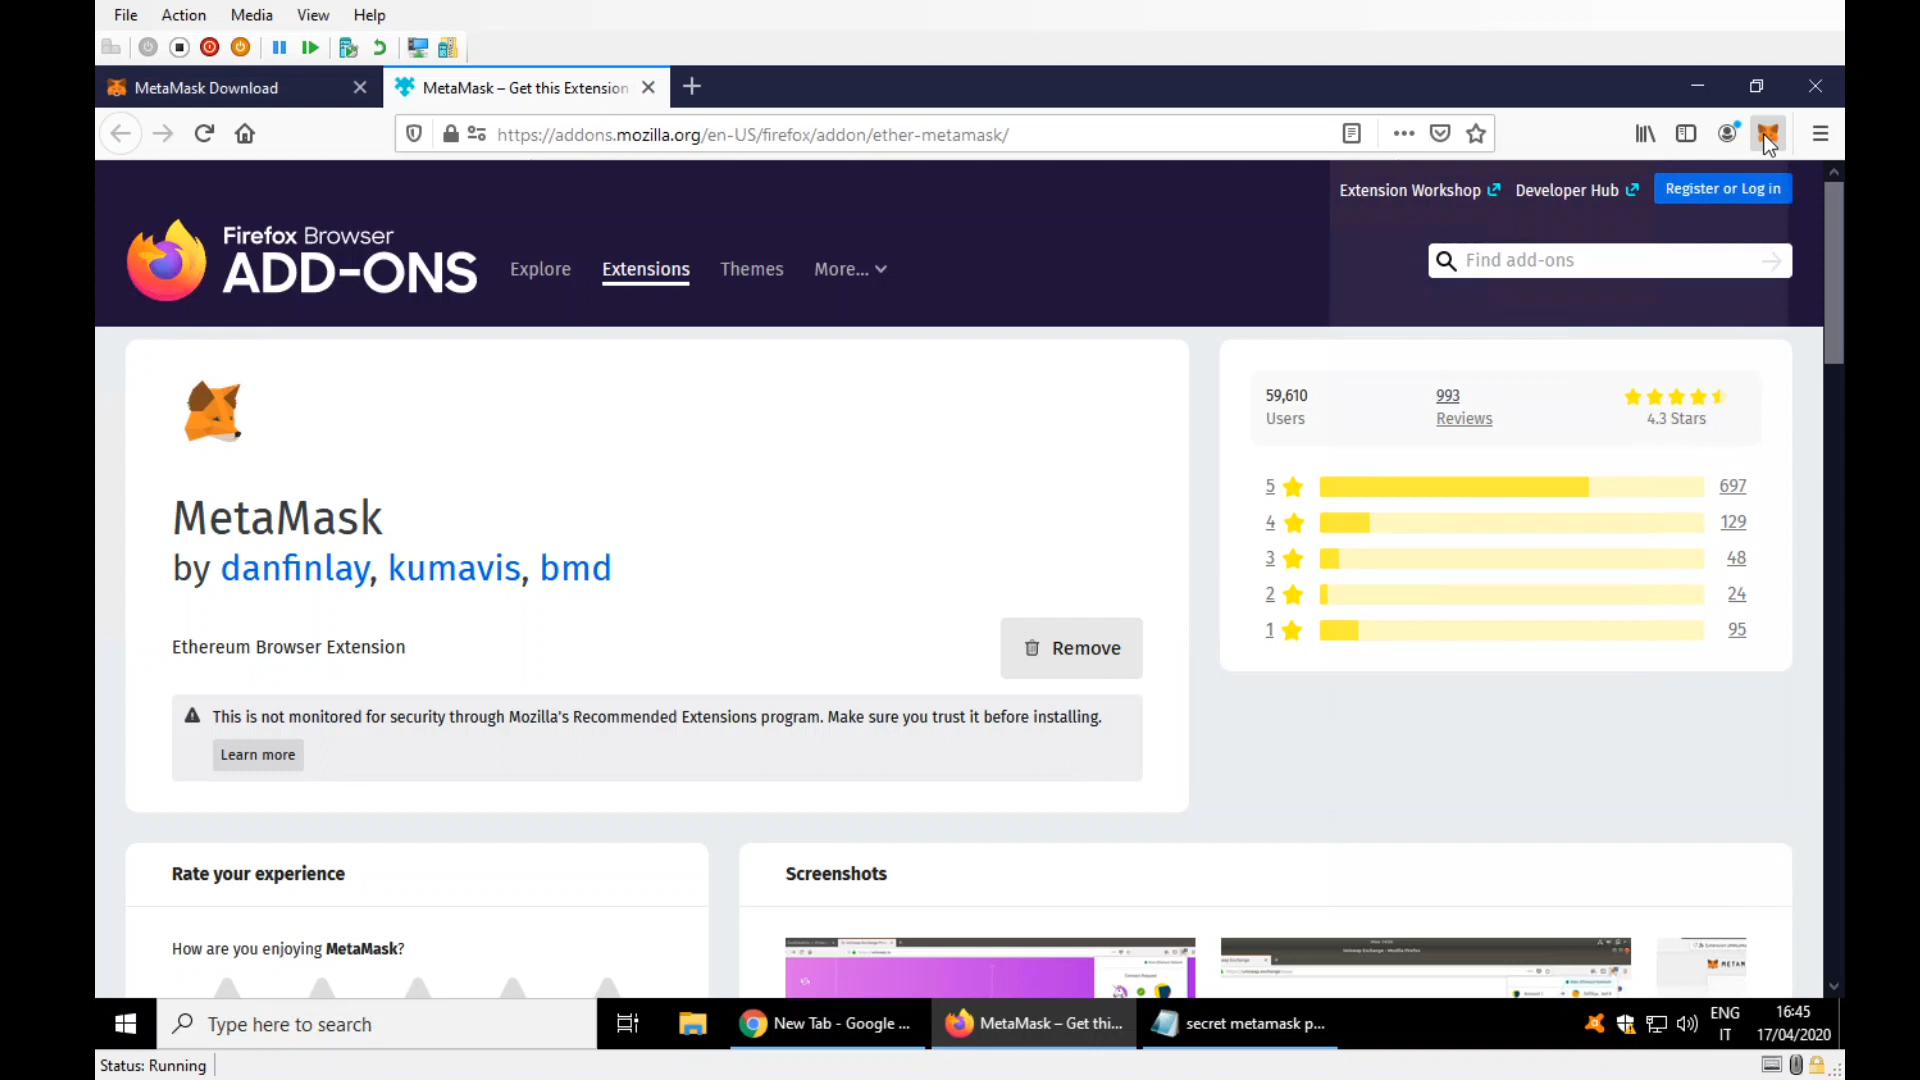 File Action Media View Help
MetaMask Download
MetaMask – Get this Extension
https://addons.mozilla.org/en-US/firefox/addon/ether-metamask/
Extension Workshop Developer Hub Register or Log in
Firefox Browser
ADD-ONS
Explore Extensions Themes More...
Find add-ons
MetaMask
by danfinlay, kumavis, bmd
Ethereum Browser Extension
Remove
This is not monitored for security through Mozilla's Recommended Extensions program. Make sure you trust it before installing.
Learn more
59,610 993
Users Reviews 4.3 Stars
5 697
4 129
3 48
2 24
1 95
Rate your experience
How are you enjoying MetaMask?
Screenshots
Type here to search
New Tab - Google ...
MetaMask – Get thi...
secret metamask p...
ENG
IT
16:45
17/04/2020
Status: Running